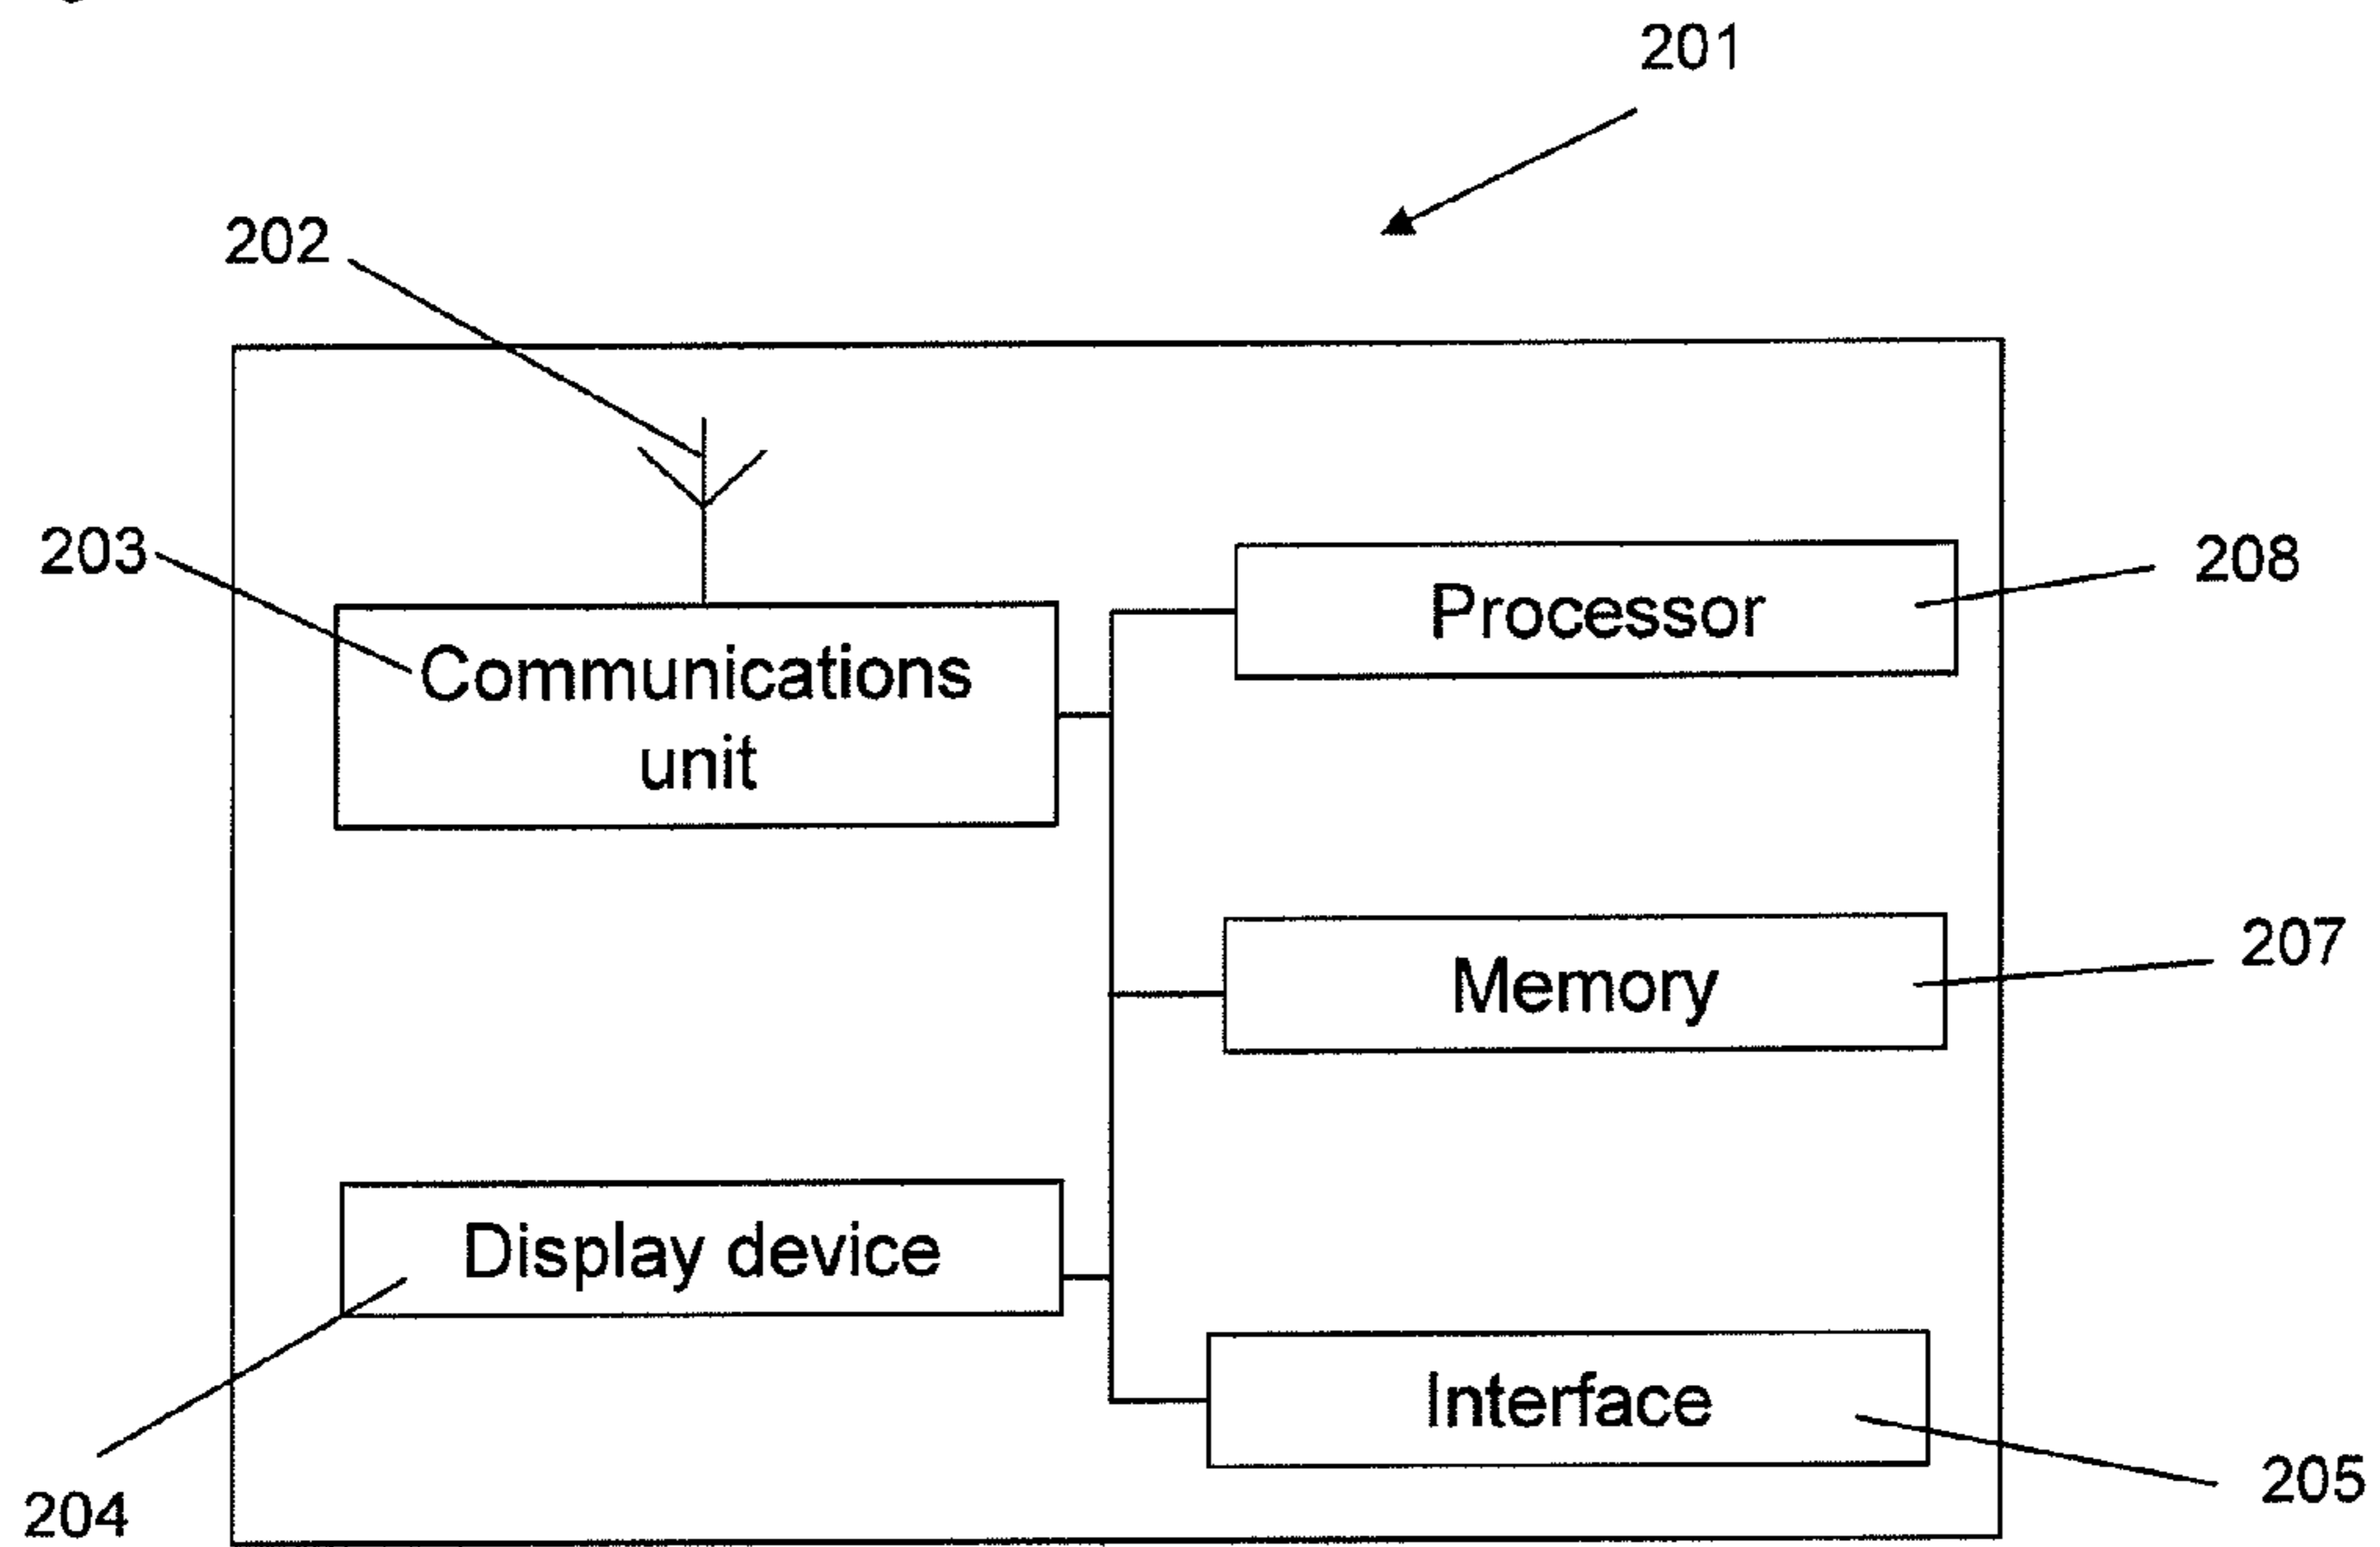 201
202
203
Communications
unit
Processor
208
Memory
207
Display device
204
Interface
205